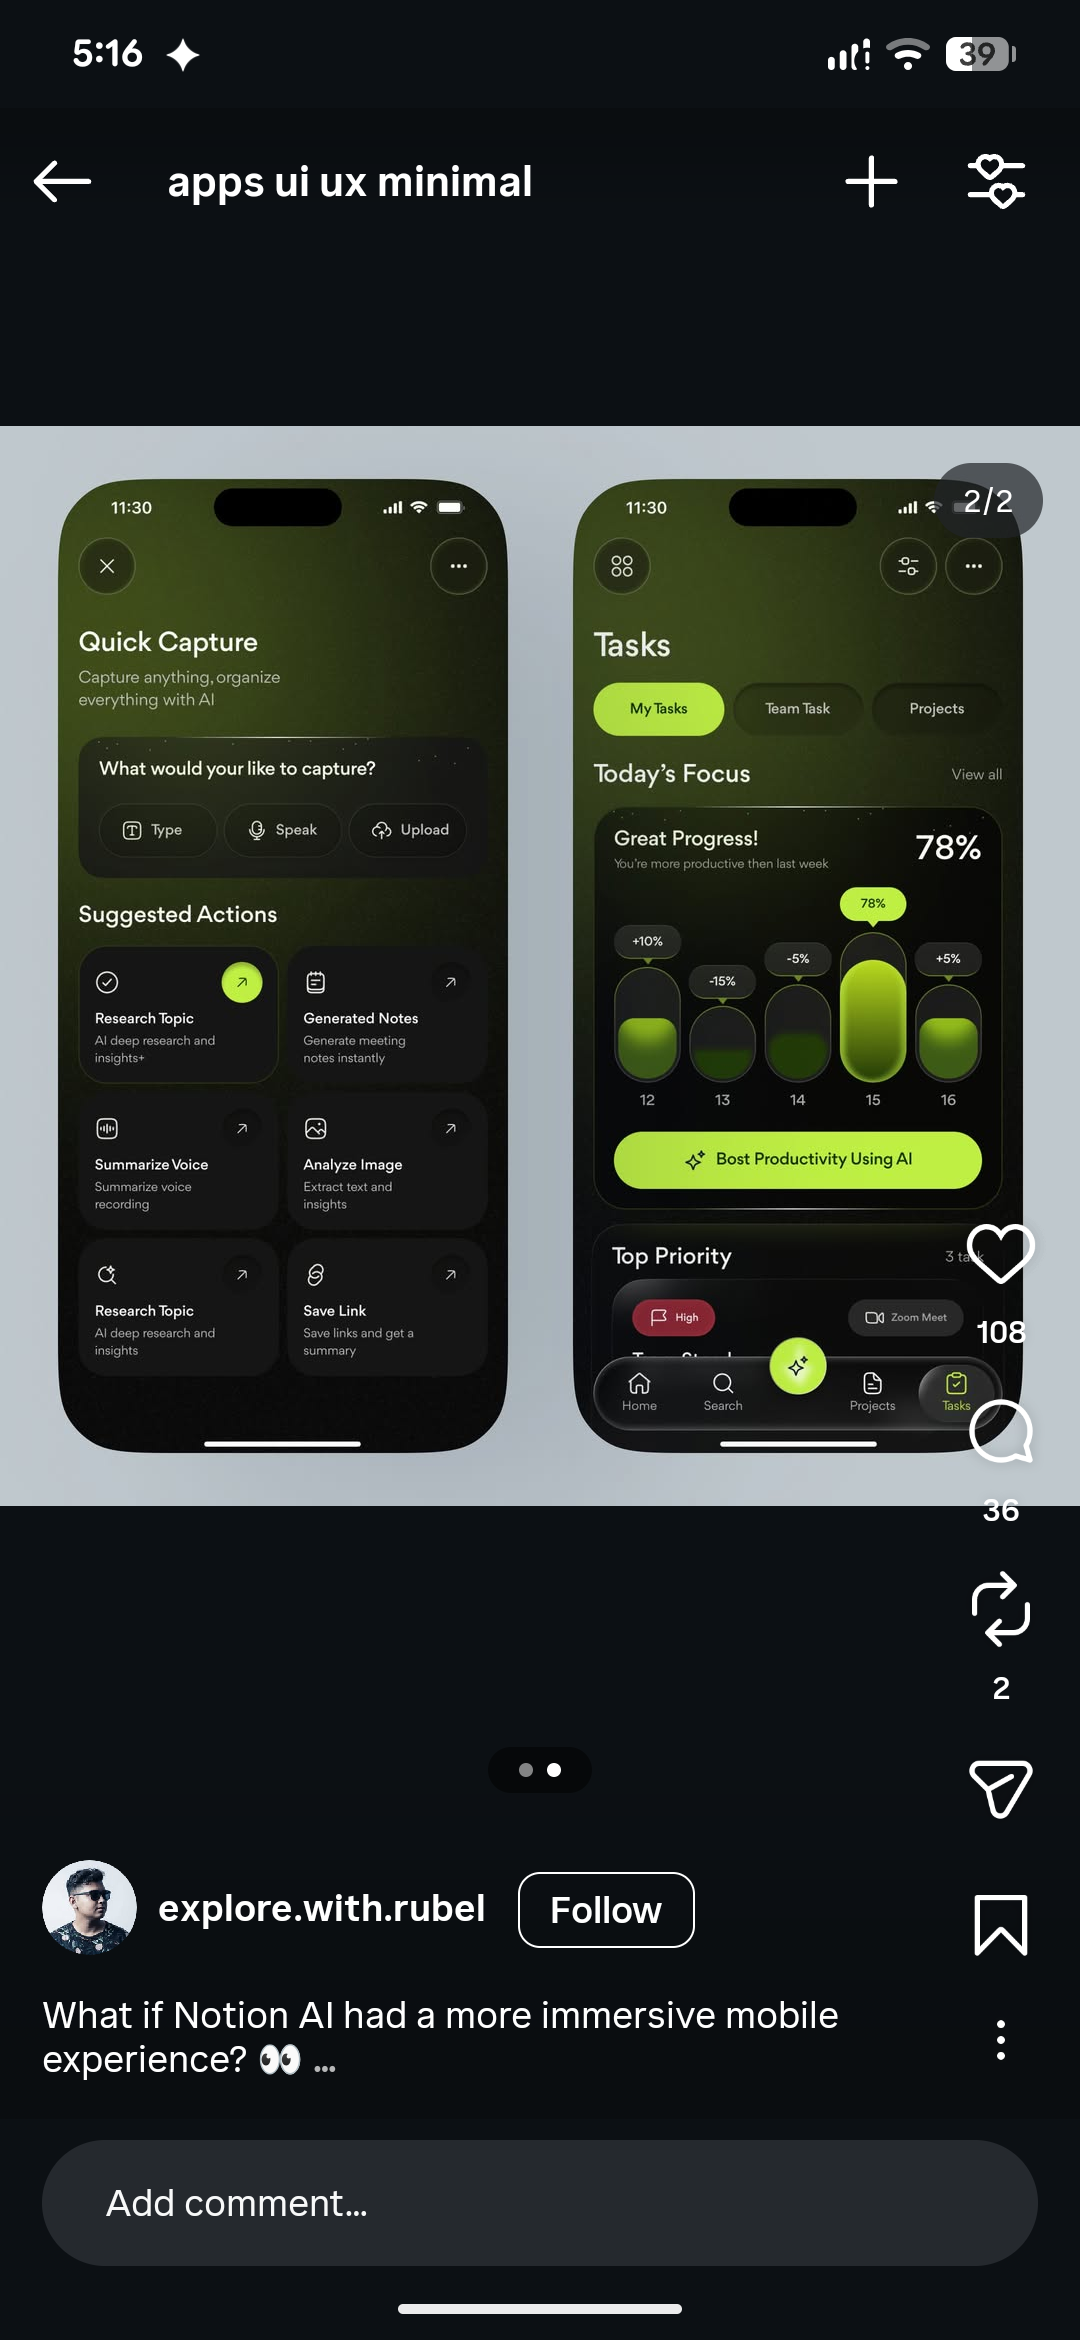 5:16
39
apps ui ux minimal
2/2
11:30
Quick Capture
Capture anything, organize
everything with AI
What would your like to capture?
Type
Speak
Upload
Suggested Actions
Research Topic
AI deep research and
insights+
Generated Notes
Generate meeting
notes instantly
Summarize Voice
Summarize voice
recording
Analyze Image
Extract text and
insights
Research Topic
AI deep research and
insights
Save Link
Save links and get a
summary
11:30
Tasks
My Tasks
Team Task
Projects
Today's Focus
View all
Great Progress!
78%
You're more productive then last week
+10%
-15%
-5%
78%
+5%
12
13
14
15
16
Bost Productivity Using AI
Top Priority
3 task
High
Zoom Meet
Home
Search
Projects
Tasks
108
36
2
explore.with.rubel
Follow
What if Notion AI had a more immersive mobile
experience? 👀 ...
Add comment...